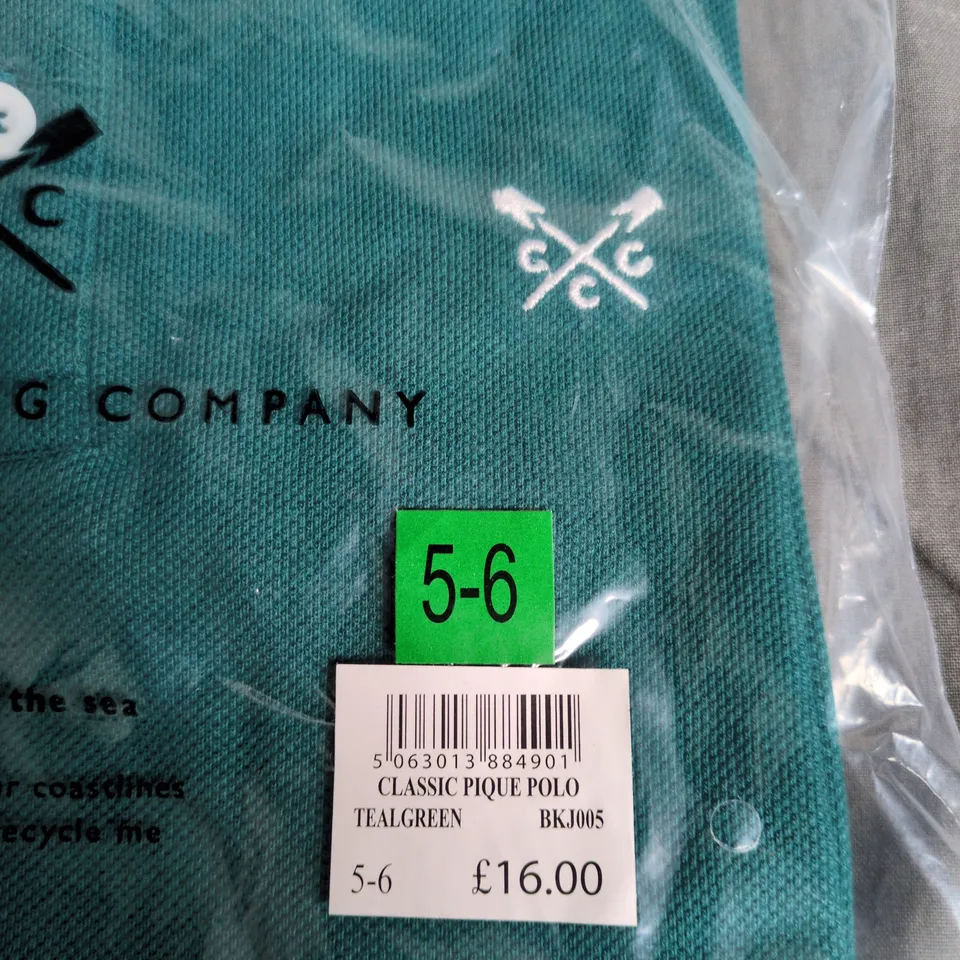 C
C C
C
G COMPANY
5-6
the sea
r coastlines
recycle me
5 063013 884901
CLASSIC PIQUE POLO
TEALGREEN BKJ005
5-6 £16.00